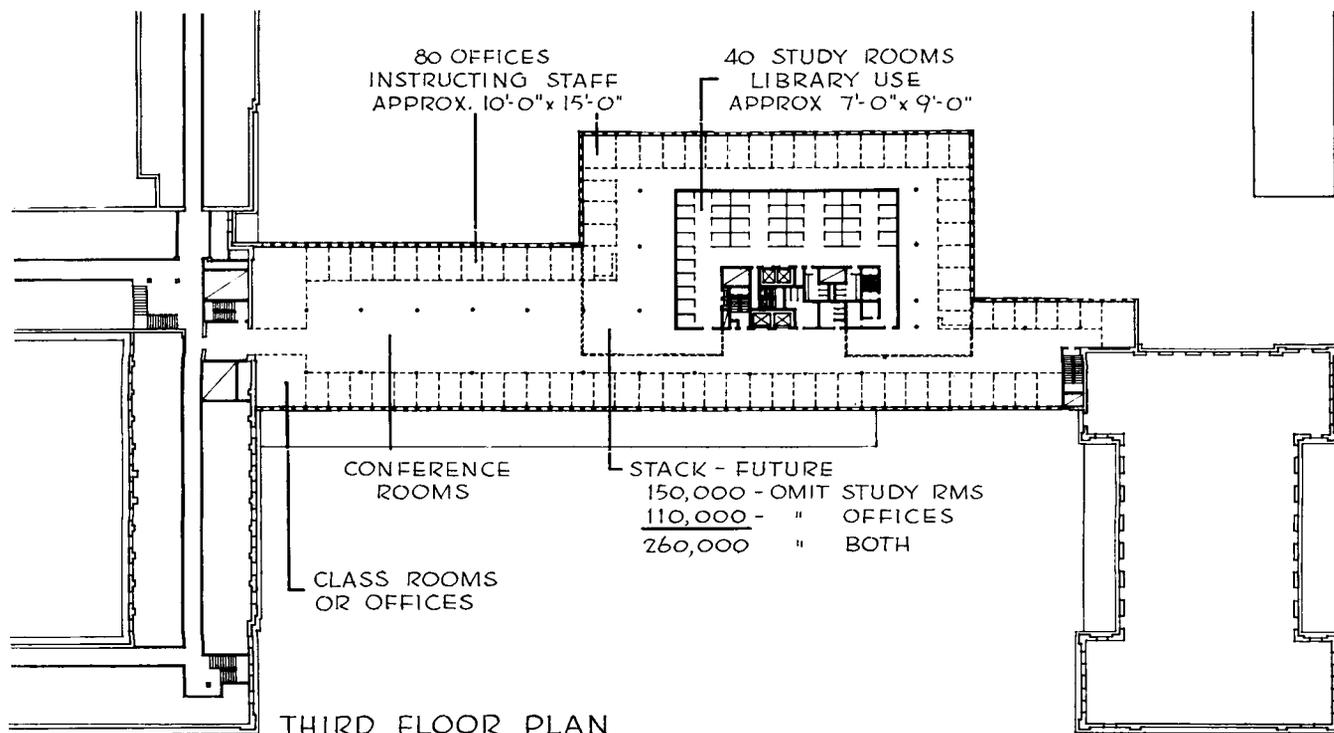 80 OFFICES
INSTRUCTING STAFF
APPROX. 10'-0" x 15'-0"
40 STUDY ROOMS
LIBRARY USE
APPROX 7'-0" x 9'-0"
CONFERENCE
ROOMS
STACK - FUTURE
150,000 - OMIT STUDY RMS
110,000 - " OFFICES
260,000 " BOTH
CLASS ROOMS
OR OFFICES
THIRD FLOOR PLAN